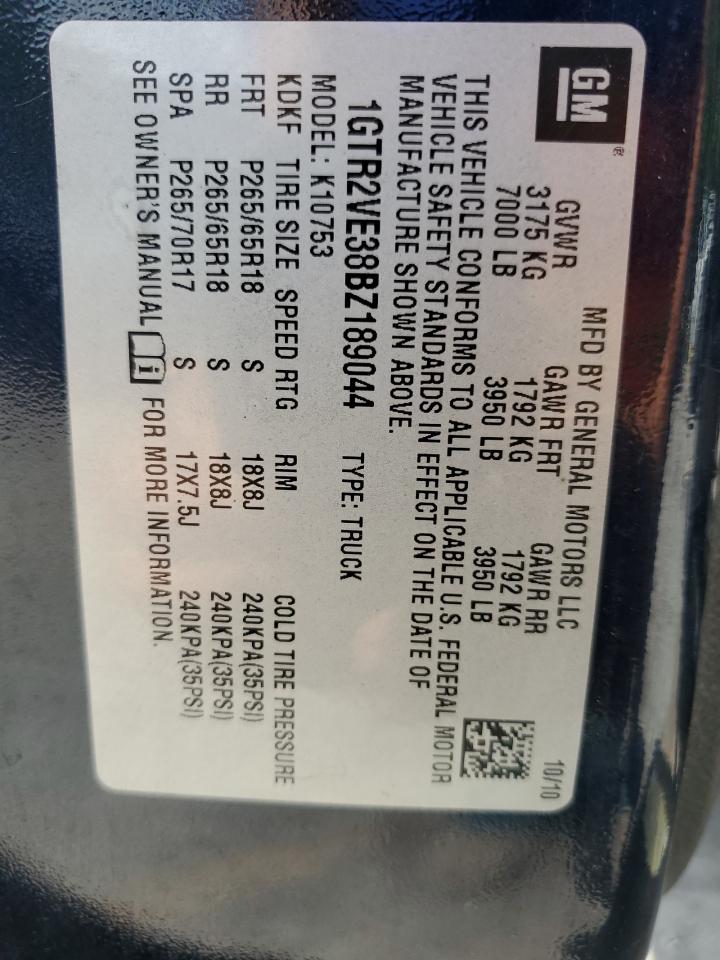 GM®
MFD BY GENERAL MOTORS LLC 10/10
GVWR GAWR FRT GAWR RR
3175 KG 1792 KG 1792 KG
7000 LB 3950 LB 3950 LB
THIS VEHICLE CONFORMS TO ALL APPLICABLE U.S. FEDERAL MOTOR
VEHICLE SAFETY STANDARDS IN EFFECT ON THE DATE OF
MANUFACTURE SHOWN ABOVE.
1GTR2VE38BZ189044 TYPE: TRUCK
MODEL: K10753
KDKF TIRE SIZE SPEED RTG RIM COLD TIRE PRESSURE
FRT P265/65R18 S 18X8J 240KPA(35PSI)
RR P265/65R18 S 18X8J 240KPA(35PSI)
SPA P265/70R17 S 17X7.5J 240KPA(35PSI)
SEE OWNER'S MANUAL i FOR MORE INFORMATION.